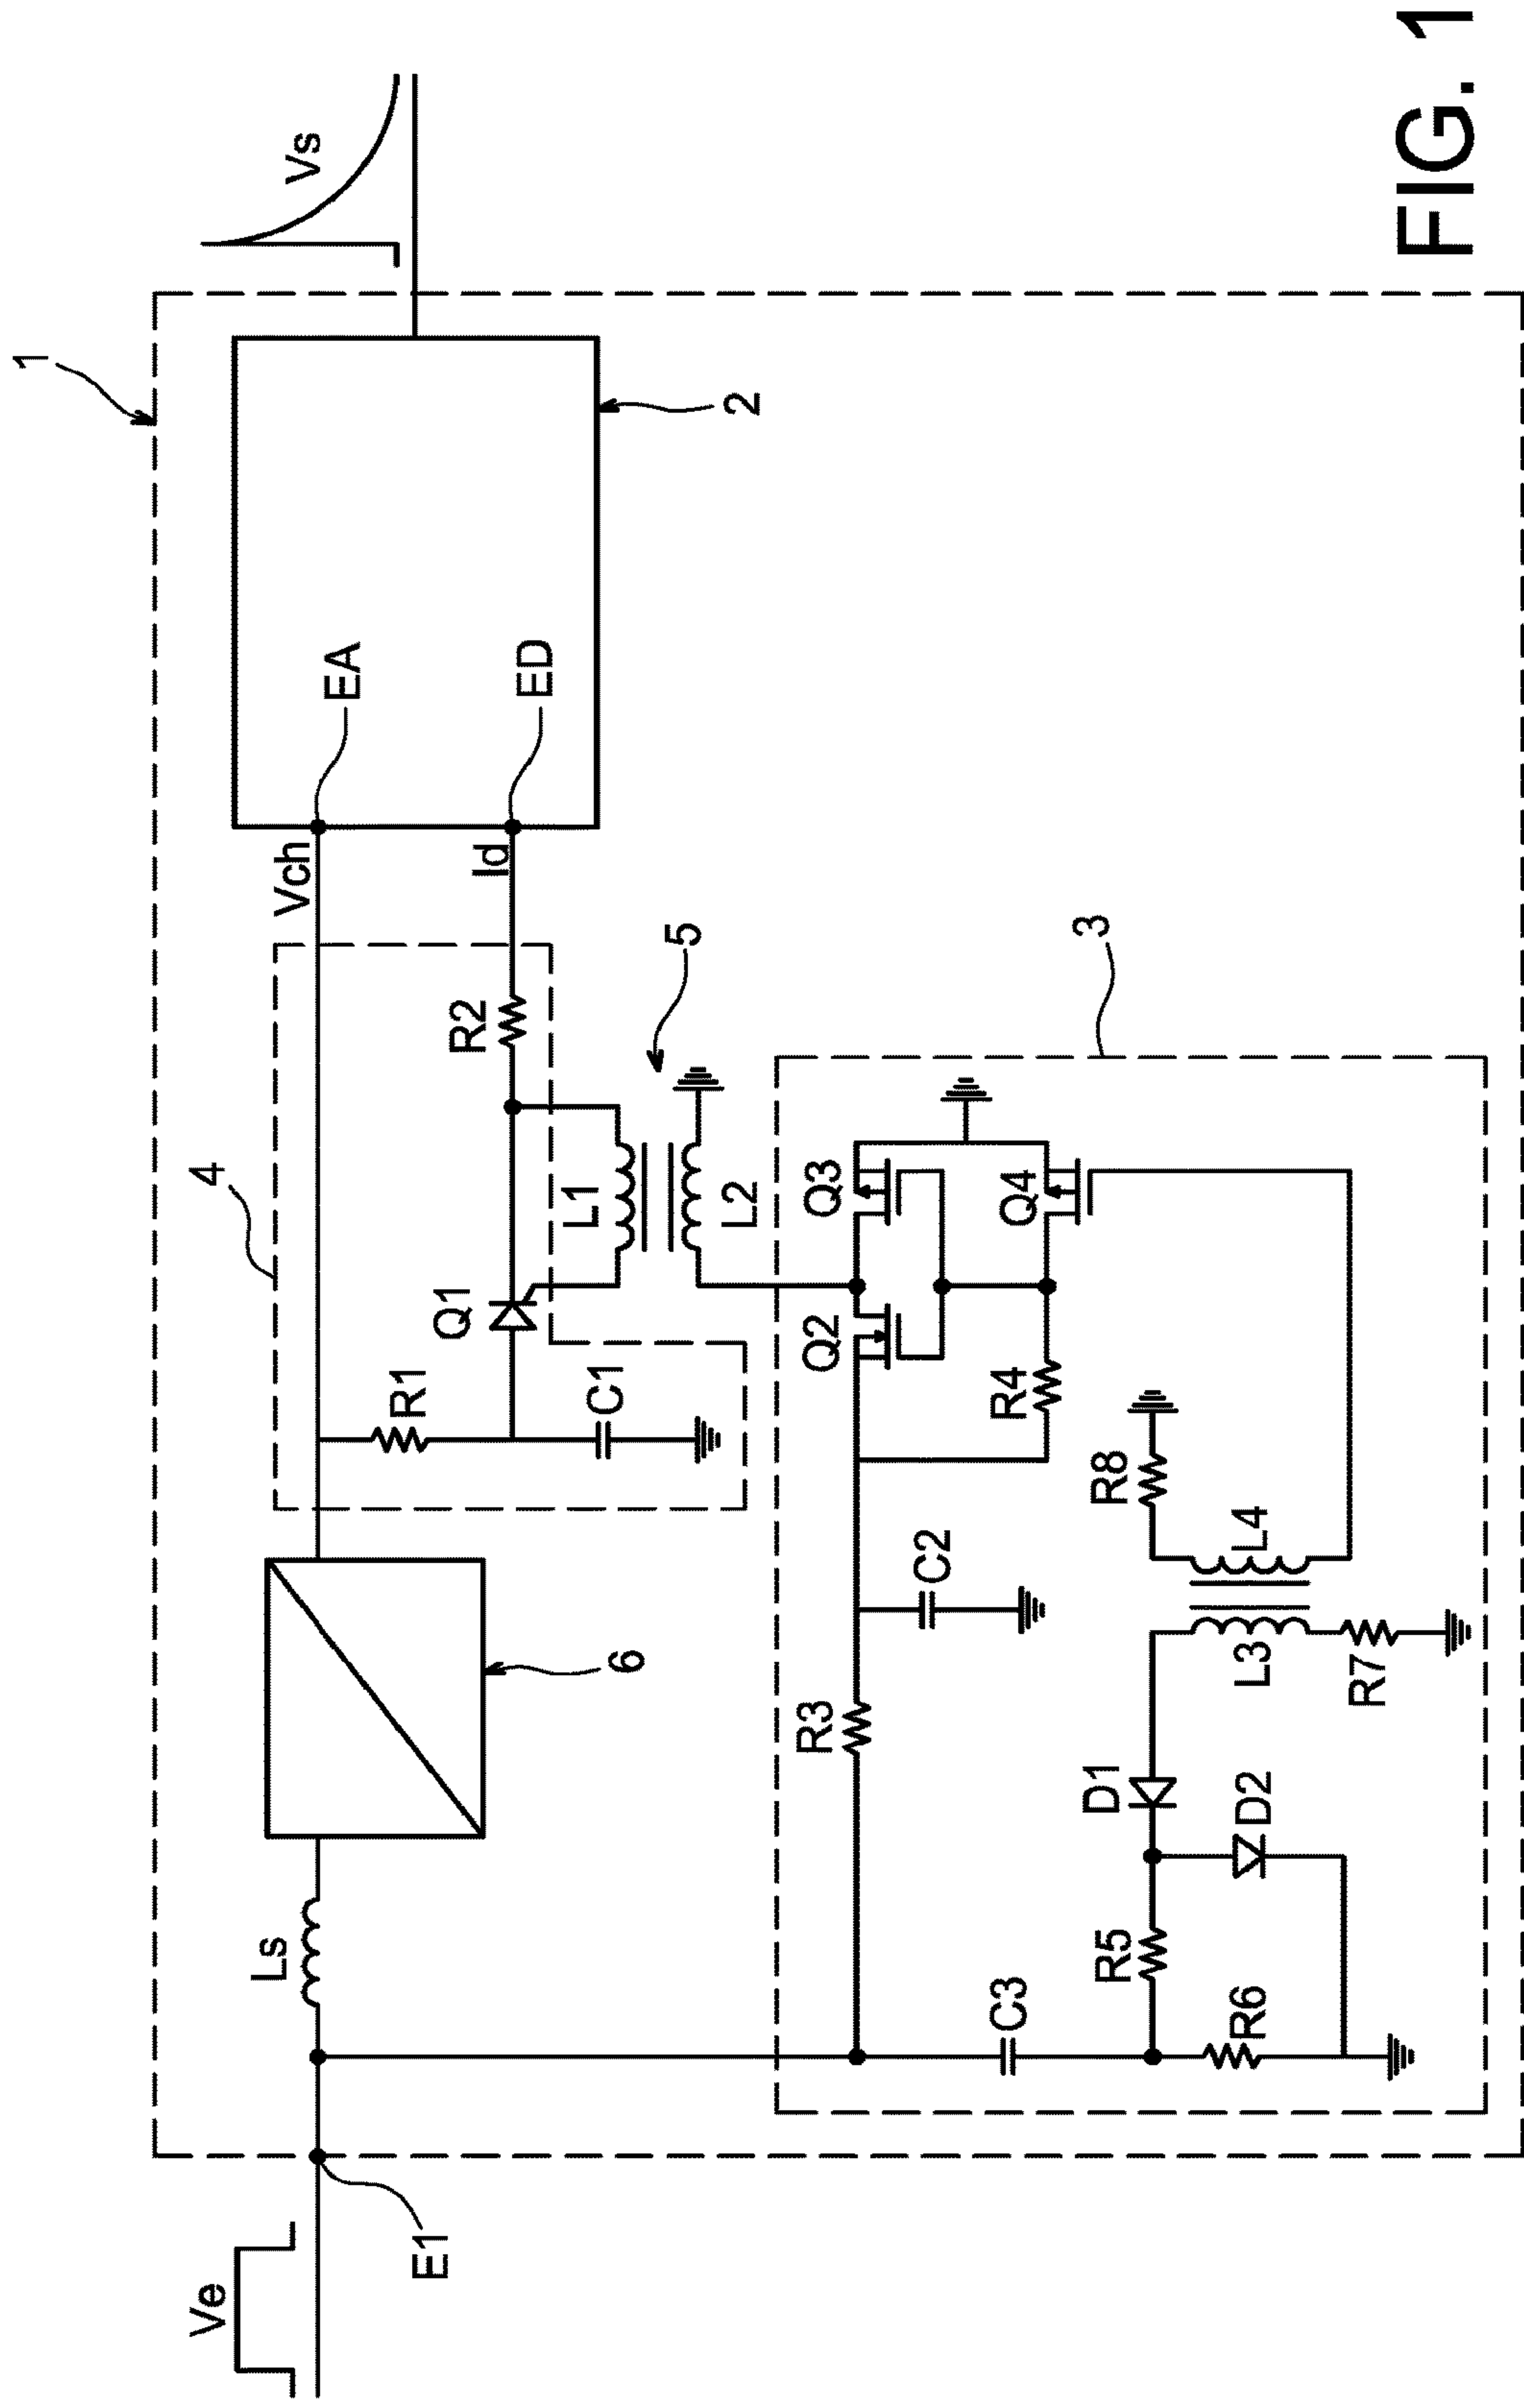 1
Vs
Ve
E1
Ls
6
4
R1
C1
Q1
R2
Vch
Id
EA
ED
2
5
L1
L2
3
R3
C2
Q2
Q3
Q4
R4
C3
R5
R6
D1
D2
L3
L4
R7
R8
FIG. 1